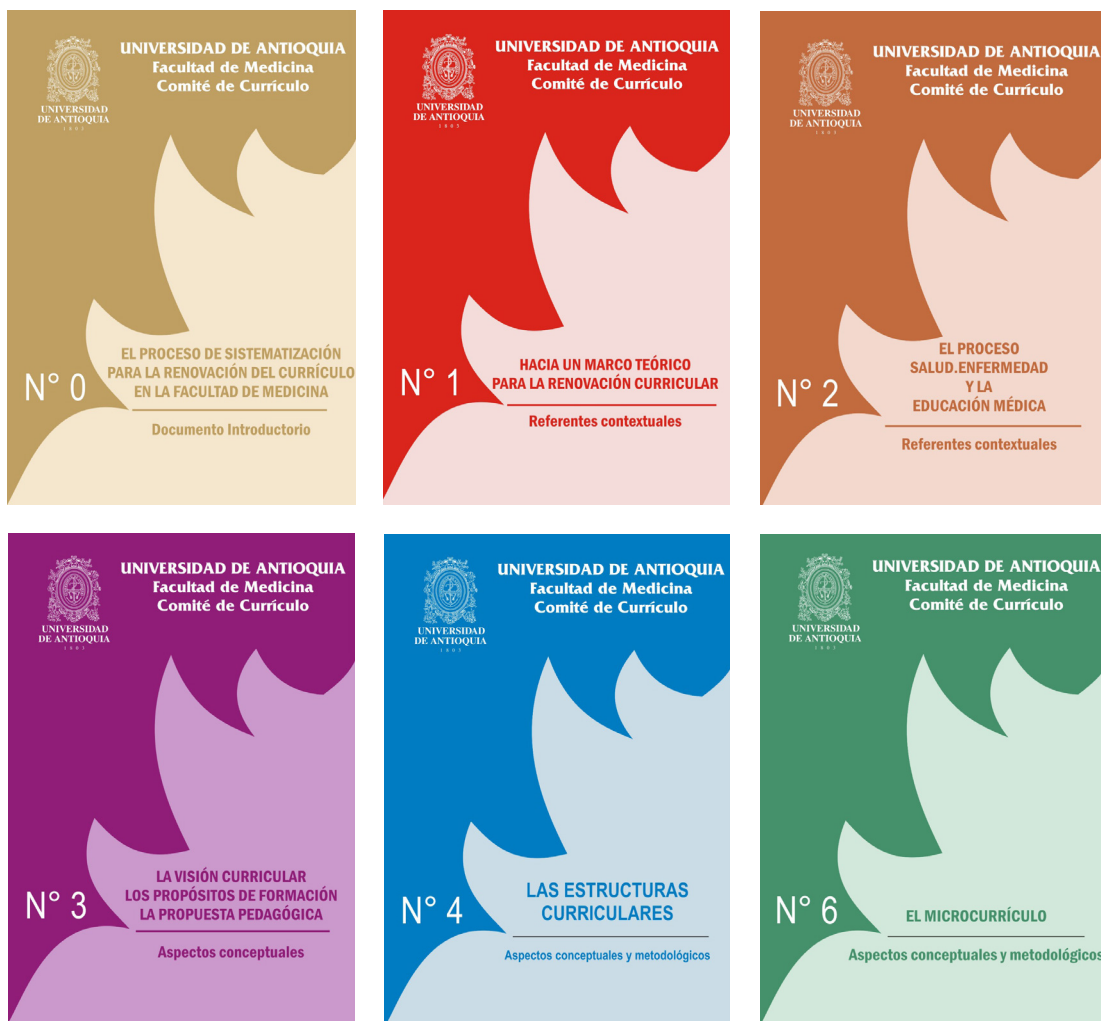 UNIVERSIDAD DE ANTIOQUIA
Facultad de Medicina
Comité de Currículo
UNIVERSIDAD
DE ANTIOQUIA
1803
N° 0
EL PROCESO DE SISTEMATIZACIÓN
PARA LA RENOVACIÓN DEL CURRÍCULO
EN LA FACULTAD DE MEDICINA
Documento Introductorio
UNIVERSIDAD DE ANTIOQUIA
Facultad de Medicina
Comité de Currículo
UNIVERSIDAD
DE ANTIOQUIA
1803
N° 1
HACIA UN MARCO TEÓRICO
PARA LA RENOVACIÓN CURRICULAR
Referentes contextuales
UNIVERSIDAD DE ANTIOQUIA
Facultad de Medicina
Comité de Currículo
UNIVERSIDAD
DE ANTIOQUIA
1803
N° 2
EL PROCESO
SALUD.ENFERMEDAD
Y LA
EDUCACIÓN MÉDICA
Referentes contextuales
UNIVERSIDAD DE ANTIOQUIA
Facultad de Medicina
Comité de Currículo
UNIVERSIDAD
DE ANTIOQUIA
1803
N° 3
LA VISIÓN CURRICULAR
LOS PROPÓSITOS DE FORMACIÓN
LA PROPUESTA PEDAGÓGICA
Aspectos conceptuales
UNIVERSIDAD DE ANTIOQUIA
Facultad de Medicina
Comité de Currículo
UNIVERSIDAD
DE ANTIOQUIA
1803
N° 4
LAS ESTRUCTURAS
CURRICULARES
Aspectos conceptuales y metodológicos
UNIVERSIDAD DE ANTIOQUIA
Facultad de Medicina
Comité de Currículo
UNIVERSIDAD
DE ANTIOQUIA
1803
N° 6
EL MICROCURRÍCULO
Aspectos conceptuales y metodológicos